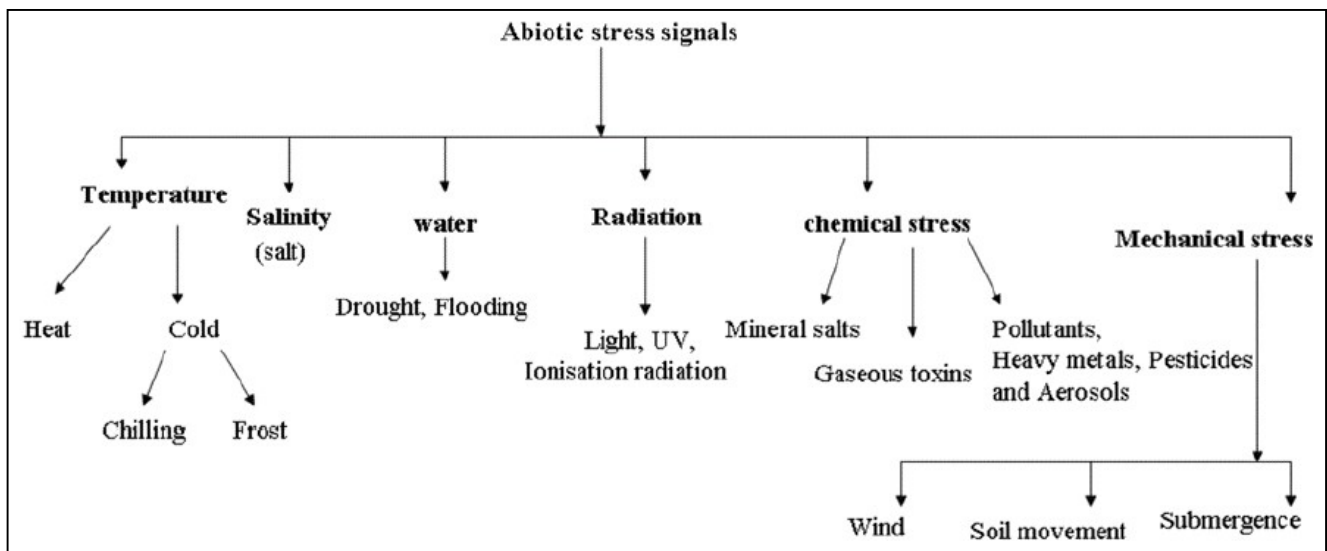 Abiotic stress signals
Temperature
Salinity
(salt)
water
Radiation
chemical stress
Mechanical stress
Heat
Cold
Chilling
Frost
Drought, Flooding
Light, UV,
Ionisation radiation
Mineral salts
Gaseous toxins
Pollutants,
Heavy metals, Pesticides
and Aerosols
Wind
Soil movement
Submergence